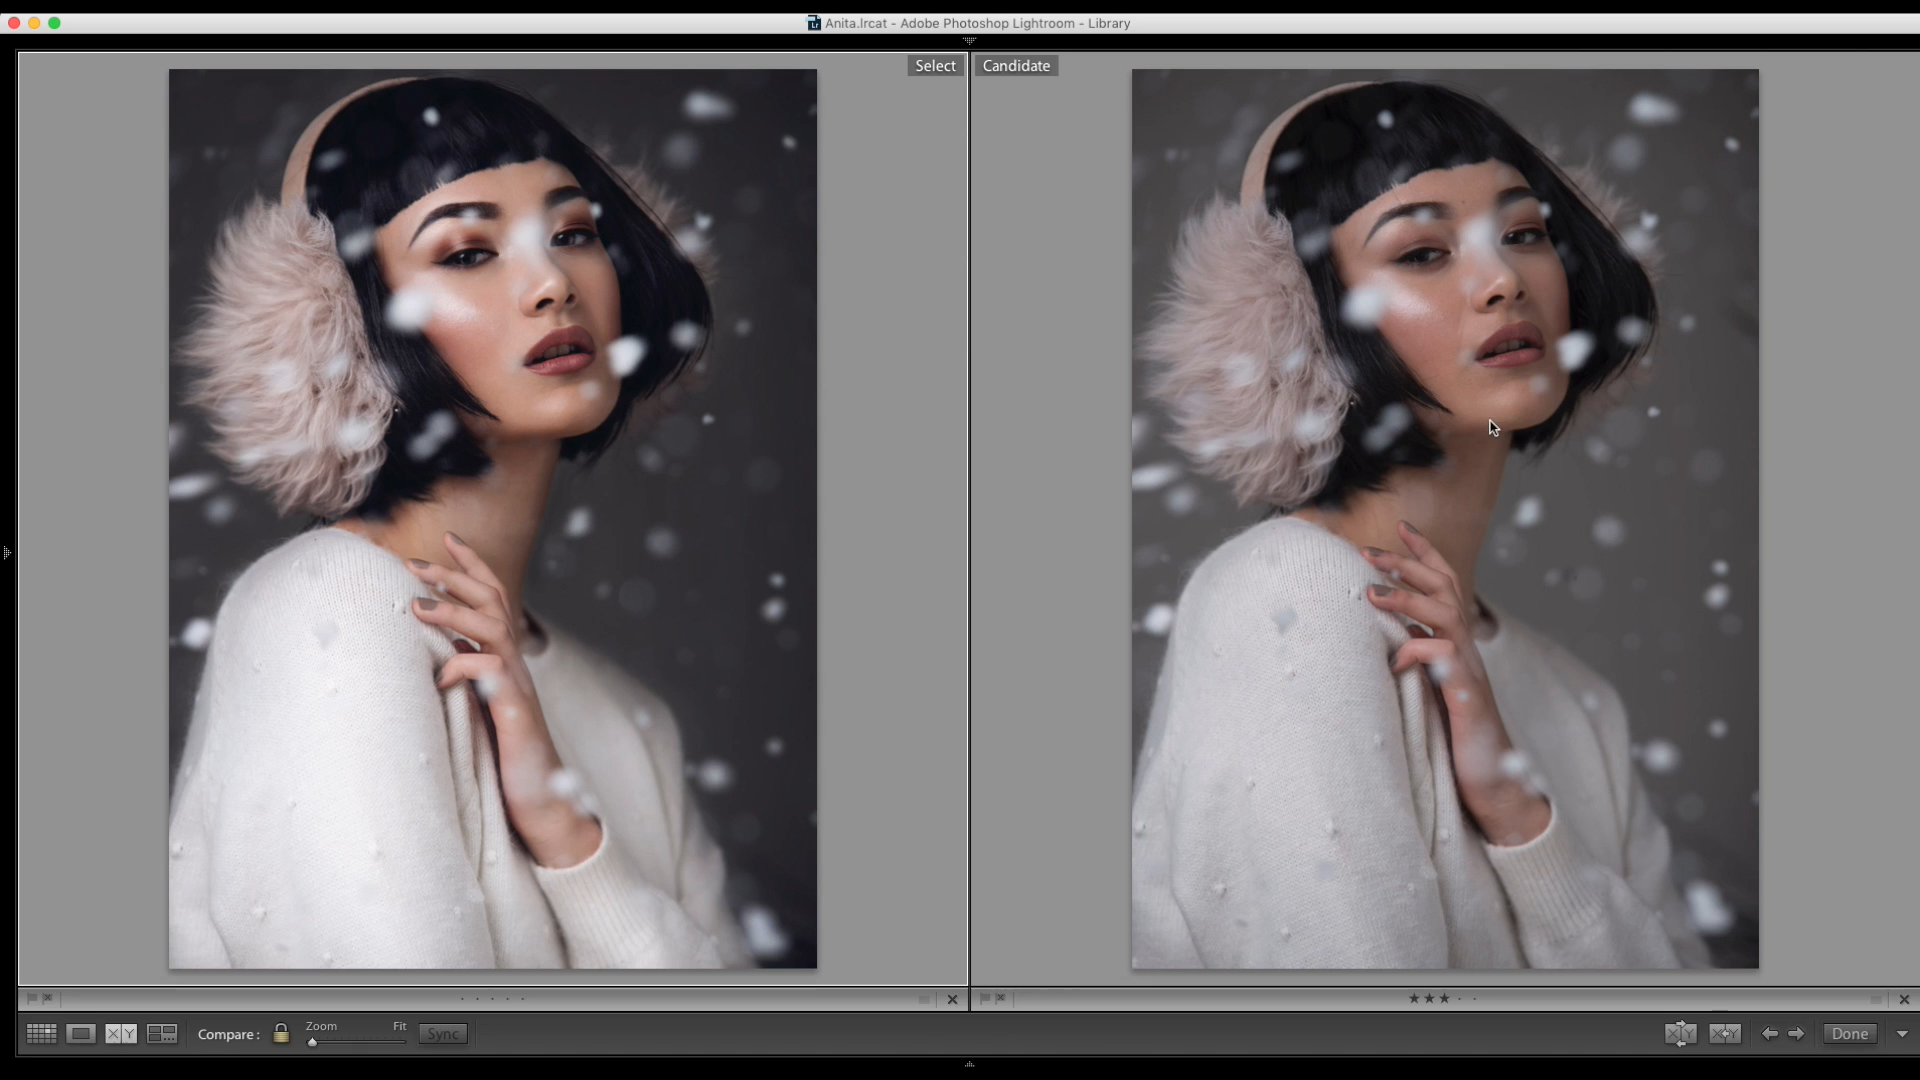 Anita.lrcat - Adobe Photoshop Lightroom - Library
Select
Candidate
Compare :
Zoom
Fit
Sync
Done